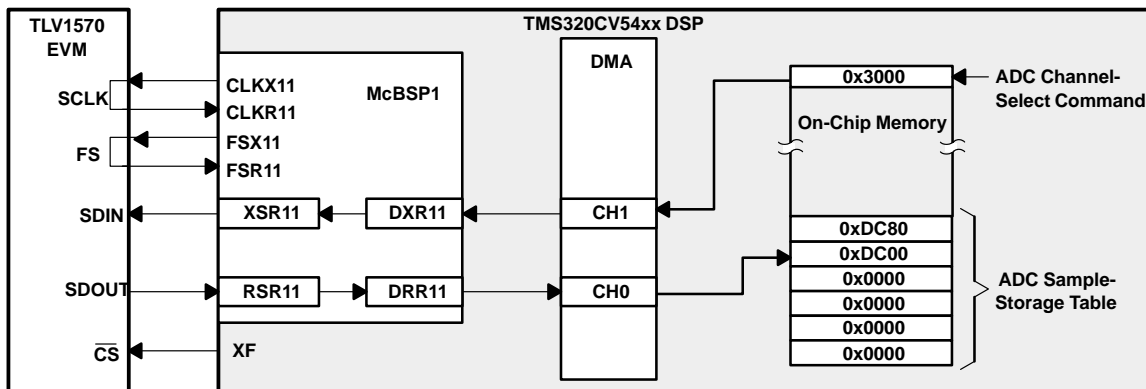 TLV1570
EVM
SCLK
FS
SDIN
SDOUT
CS
TMS320CV54xx DSP
CLKX11
CLKR11
McBSP1
FSX11
FSR11
XSR11
DXR11
RSR11
DRR11
XF
DMA
CH1
CH0
0x3000
On-Chip Memory
0xDC80
0xDC00
0x0000
0x0000
0x0000
0x0000
ADC Channel-
Select Command
ADC Sample-
Storage Table